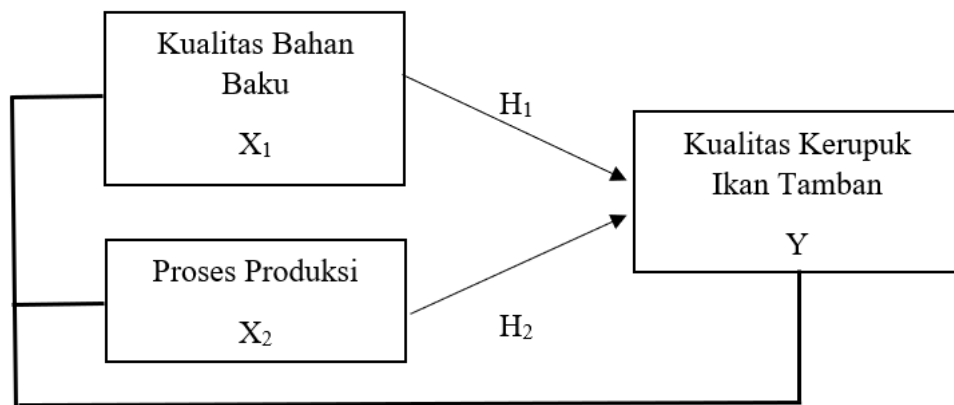 Kualitas Bahan
Baku
X₁
H₁
Kualitas Kerupuk
Ikan Tamban
Y
Proses Produksi
X₂
H₂